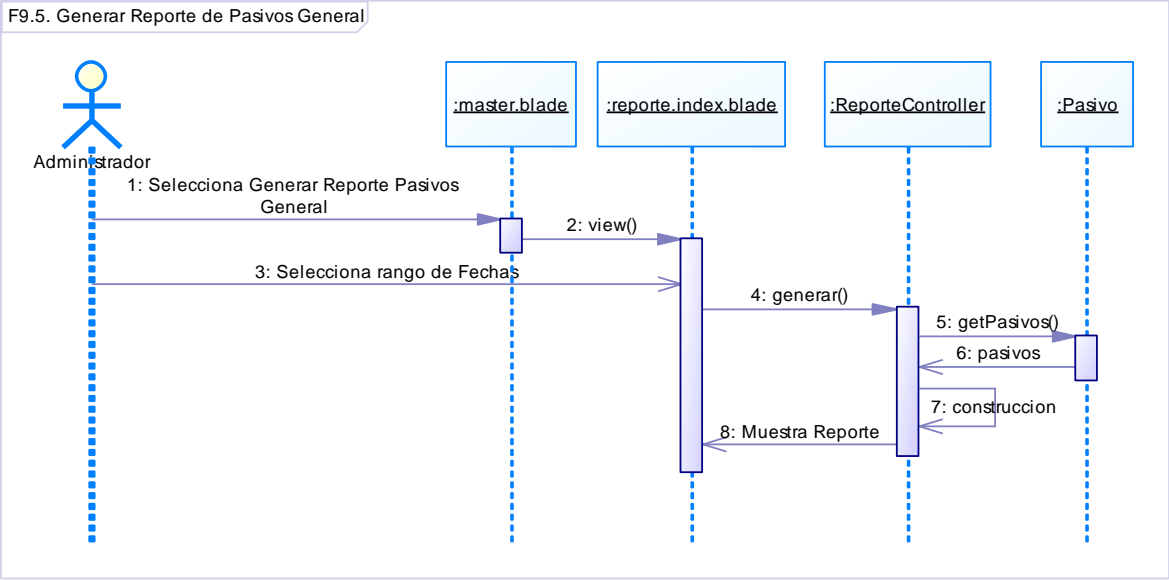 F9.5. Generar Reporte de Pasivos General
:master.blade
:reporte.index.blade
:ReporteController
:Pasivo
Administrador
1: Selecciona Generar Reporte Pasivos
General
2: view()
3: Selecciona rango de Fechas
4: generar()
5: getPasivos()
6: pasivos
7: construccion
8: Muestra Reporte